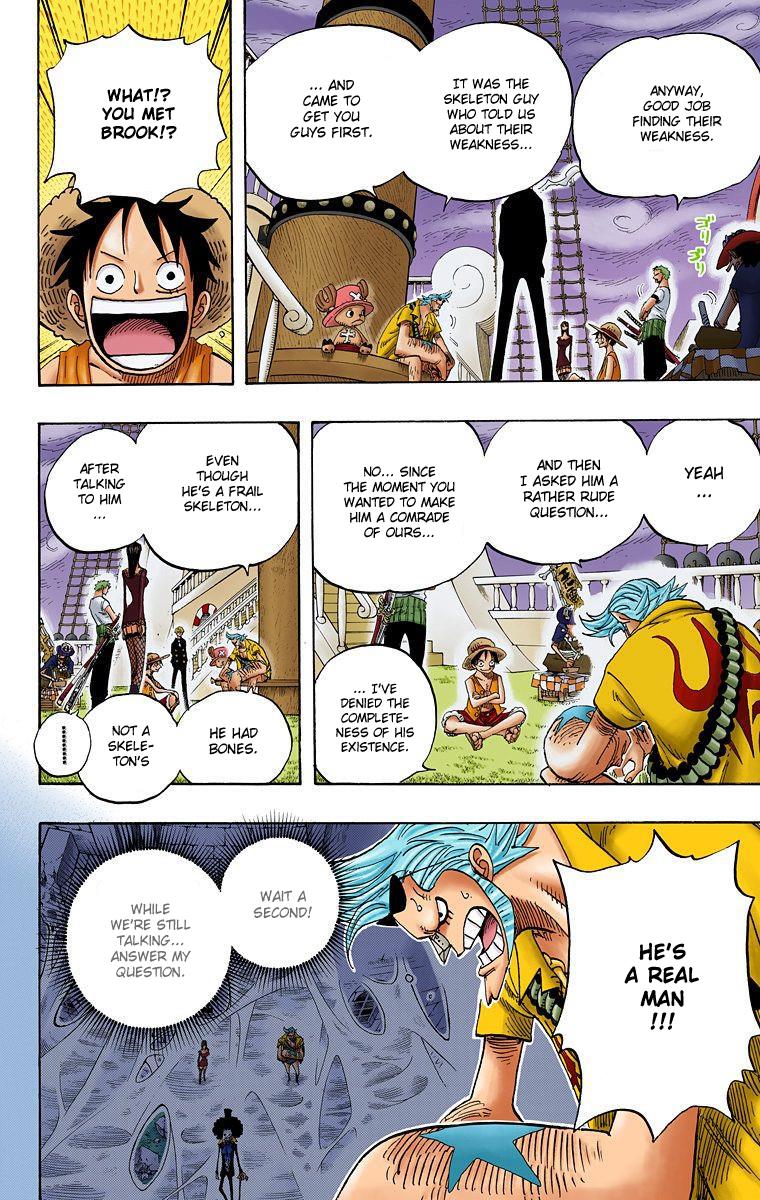 ANYWAY,
GOOD JOB
FINDING THEIR
WEAKNESS.
IT WAS THE
SKELETON GUY
WHO TOLD US
ABOUT THEIR
WEAKNESS...
... AND
CAME TO
GET YOU
GUYS FIRST.
ゴリ
ゴリ
WHAT!?
YOU MET
BROOK!?
YEAH
...
AND THEN
I ASKED HIM A
RATHER RUDE
QUESTION...
NO... SINCE
THE MOMENT YOU
WANTED TO MAKE
HIM A COMRADE
OF OURS...
... I'VE
DENIED THE
COMPLETE-
NESS OF HIS
EXISTENCE.
EVEN
THOUGH
HE'S A FRAIL
SKELETON...
AFTER
TALKING
TO HIM
...
HE HAD
BONES.
NOT A
SKELE-
TON'S
..........
HE'S
A REAL
MAN
!!!
WAIT A
SECOND!
WHILE
WE'RE STILL
TALKING...
ANSWER MY
QUESTION.